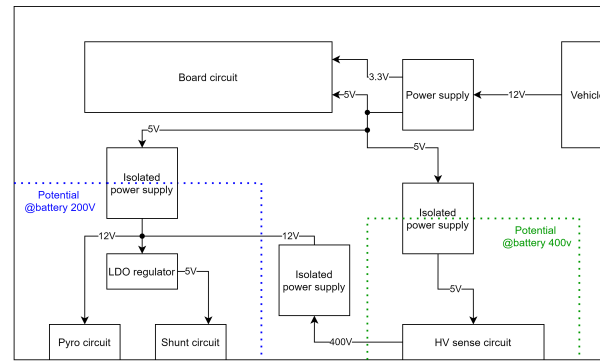 Board circuit
3.3V
5V
Power supply
12V
Vehicle
5V
5V
Isolated
power supply
Potential
@battery 200V
Isolated
power supply
Potential
@battery 400v
12V
12V
LDO regulator
5V
Isolated
power supply
5V
Pyro circuit
Shunt circuit
400V
HV sense circuit